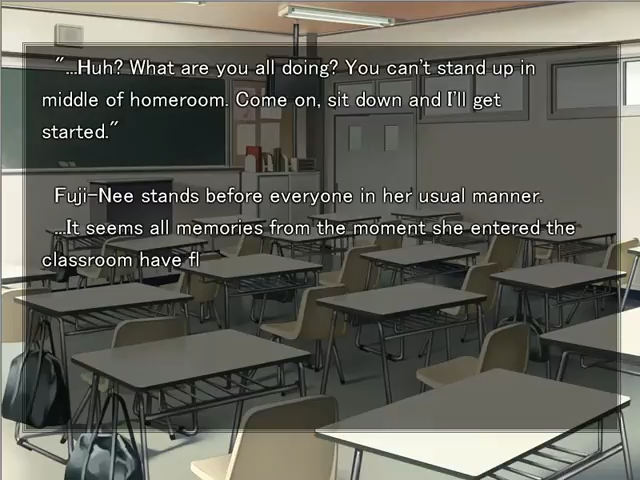 "...Huh? What are you all doing? You can't stand up in
middle of homeroom. Come on, sit down and I'll get
started."
Fuji-Nee stands before everyone in her usual manner.
...It seems all memories from the moment she entered the
classroom have fl